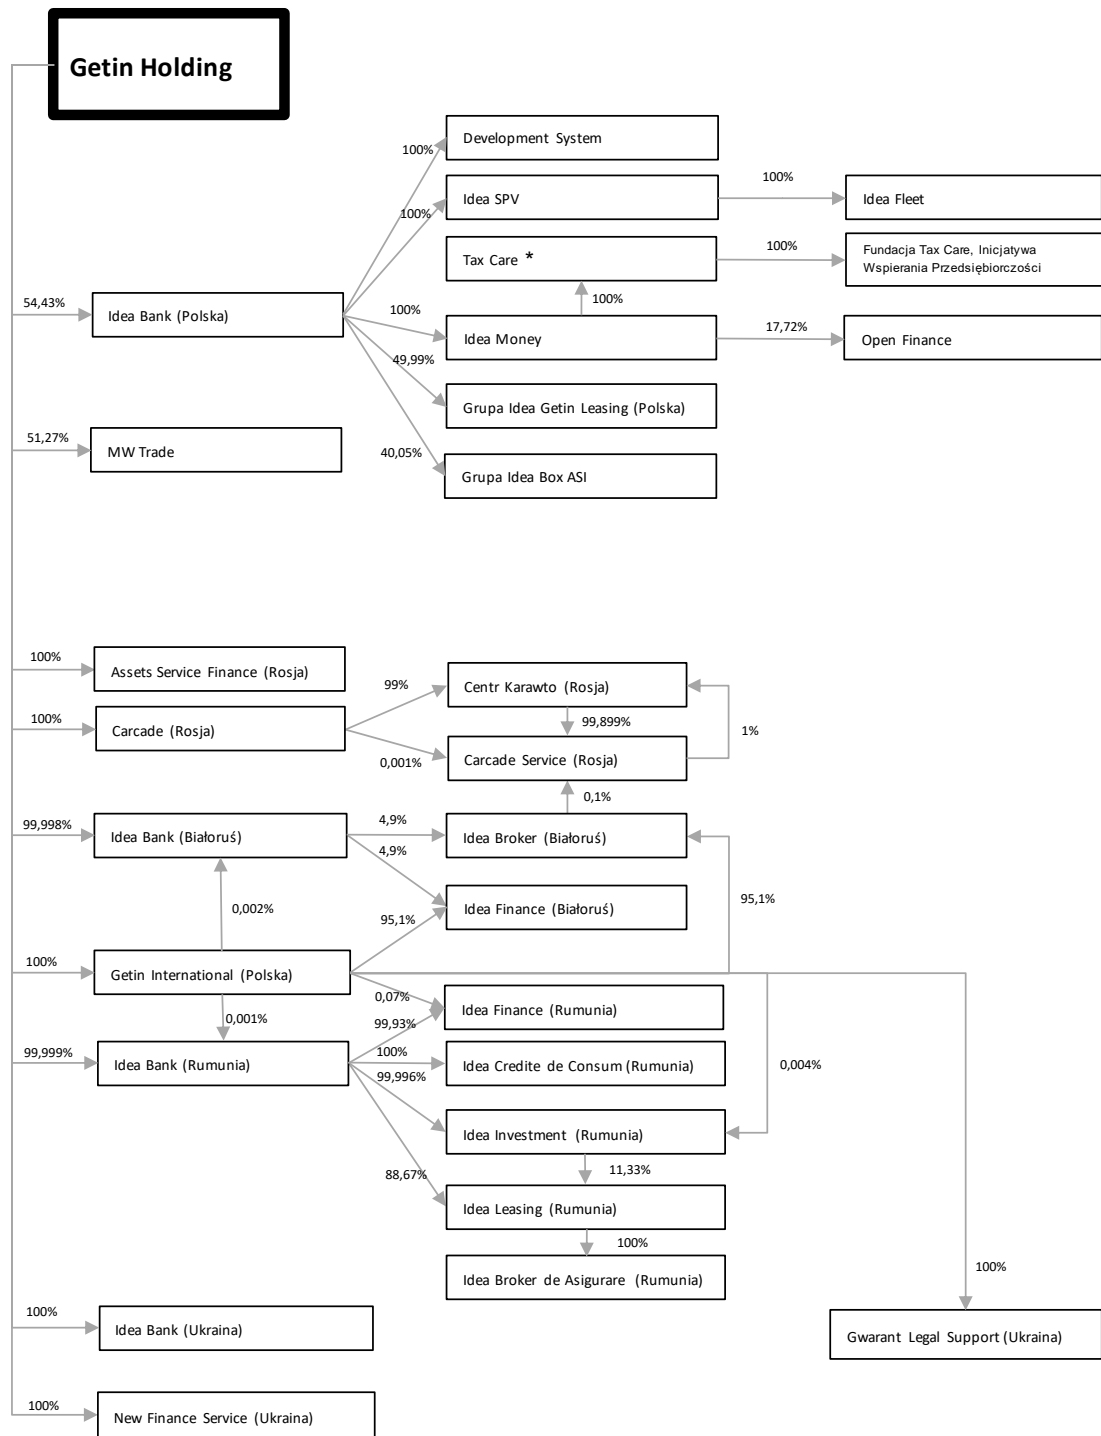 Getin Holding
Development System
100%
Idea SPV
100%
100%
Idea Fleet
Tax Care *
100%
Fundacja Tax Care, Inicjatywa
Wspierania Przedsiębiorczości
54,43%
Idea Bank (Polska)
100%
100%
Idea Money
17,72%
Open Finance
49,99%
Grupa Idea Getin Leasing (Polska)
51,27%
MW Trade
40,05%
Grupa Idea Box ASI
100%
Assets Service Finance (Rosja)
99%
Centr Karawto (Rosja)
100%
Carcade (Rosja)
99,899%
1%
0,001%
Carcade Service (Rosja)
0,1%
99,998%
Idea Bank (Białoruś)
4,9%
Idea Broker (Białoruś)
4,9%
95,1%
0,002%
95,1%
Idea Finance (Białoruś)
100%
Getin International (Polska)
0,07%
Idea Finance (Rumunia)
0,001%
99,93%
99,999%
Idea Bank (Rumunia)
100%
Idea Credite de Consum (Rumunia)
0,004%
99,996%
Idea Investment (Rumunia)
11,33%
88,67%
Idea Leasing (Rumunia)
100%
Idea Broker de Asigurare (Rumunia)
100%
100%
Idea Bank (Ukraina)
Gwarant Legal Support (Ukraina)
100%
New Finance Service (Ukraina)